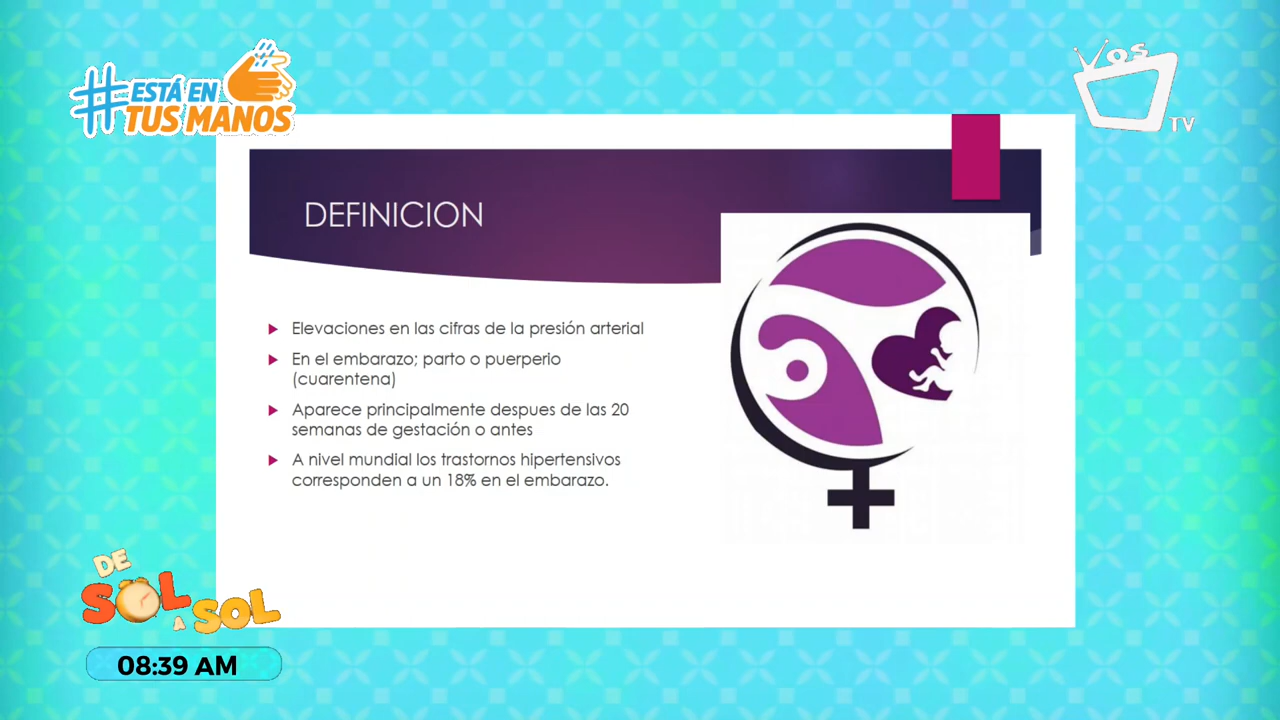 #ESTÁ EN
TUS MANOS
VOS
TV
DEFINICION
Elevaciones en las cifras de la presión arterial
En el embarazo; parto o puerperio
(cuarentena)
Aparece principalmente despues de las 20
semanas de gestación o antes
A nivel mundial los trastornos hipertensivos
corresponden a un 18% en el embarazo.
DE
SOL
A SOL
08:39 AM